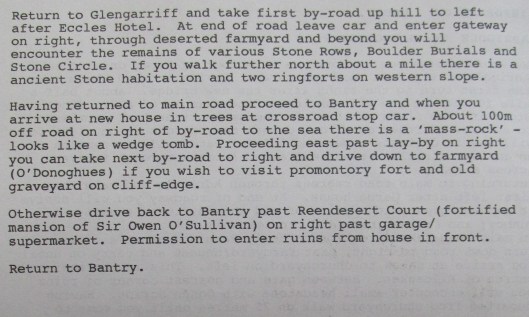 Return to Glengarriff and take first by-road up hill to left
after Eccles Hotel.  At end of road leave car and enter gateway
on right, through deserted farmyard and beyond you will
encounter the remains of various Stone Rows, Boulder Burials and
Stone Circle.  If you walk further north about a mile there is a
ancient Stone habitation and two ringforts on western slope.

Having returned to main road proceed to Bantry and when you
arrive at new house in trees at crossroad stop car.  About 100m
off road on right of by-road to the sea there is a 'mass-rock' -
looks like a wedge tomb.  Proceeding east past lay-by on right
you can take next by-road to right and drive down to farmyard
(O'Donoghues) if you wish to visit promontory fort and old
graveyard on cliff-edge.

Otherwise drive back to Bantry past Reendesert Court (fortified
mansion of Sir Owen O'Sullivan) on right past garage/
supermarket.  Permission to enter ruins from house in front.

Return to Bantry.